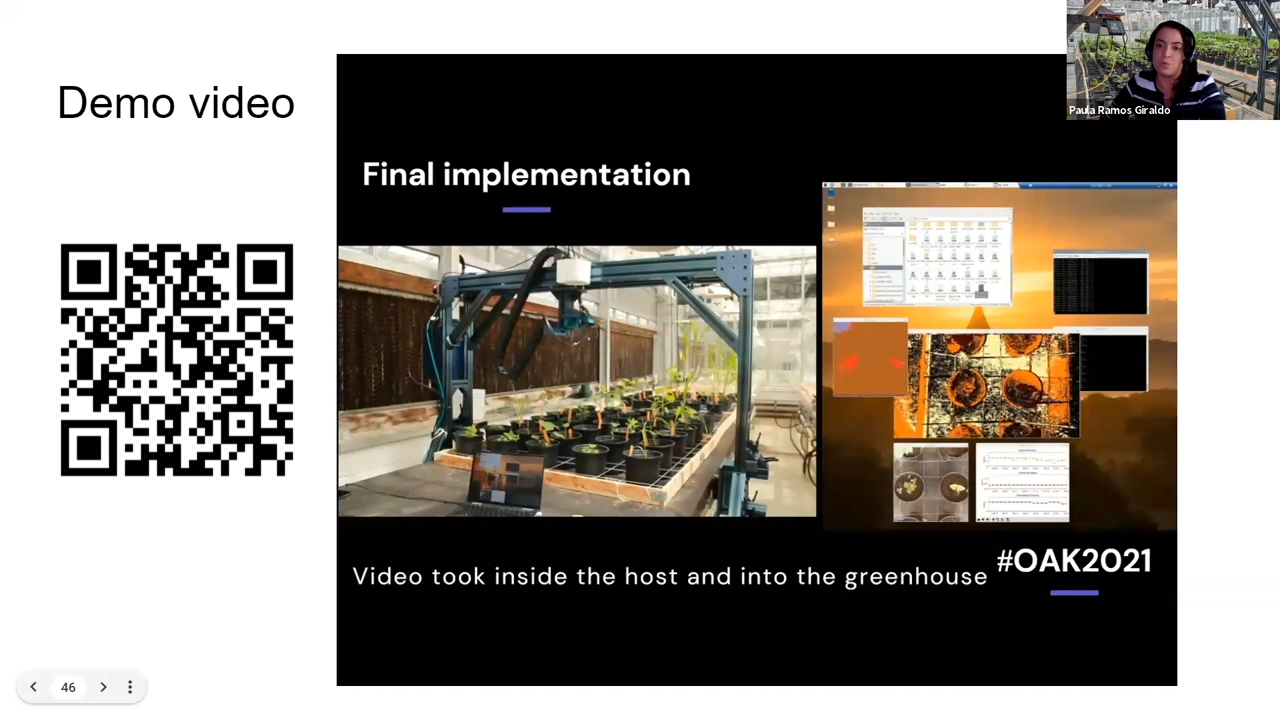 Demo video
Paula Ramos Giraldo
Final implementation
Video took inside the host and into the greenhouse
#OAK2021
46